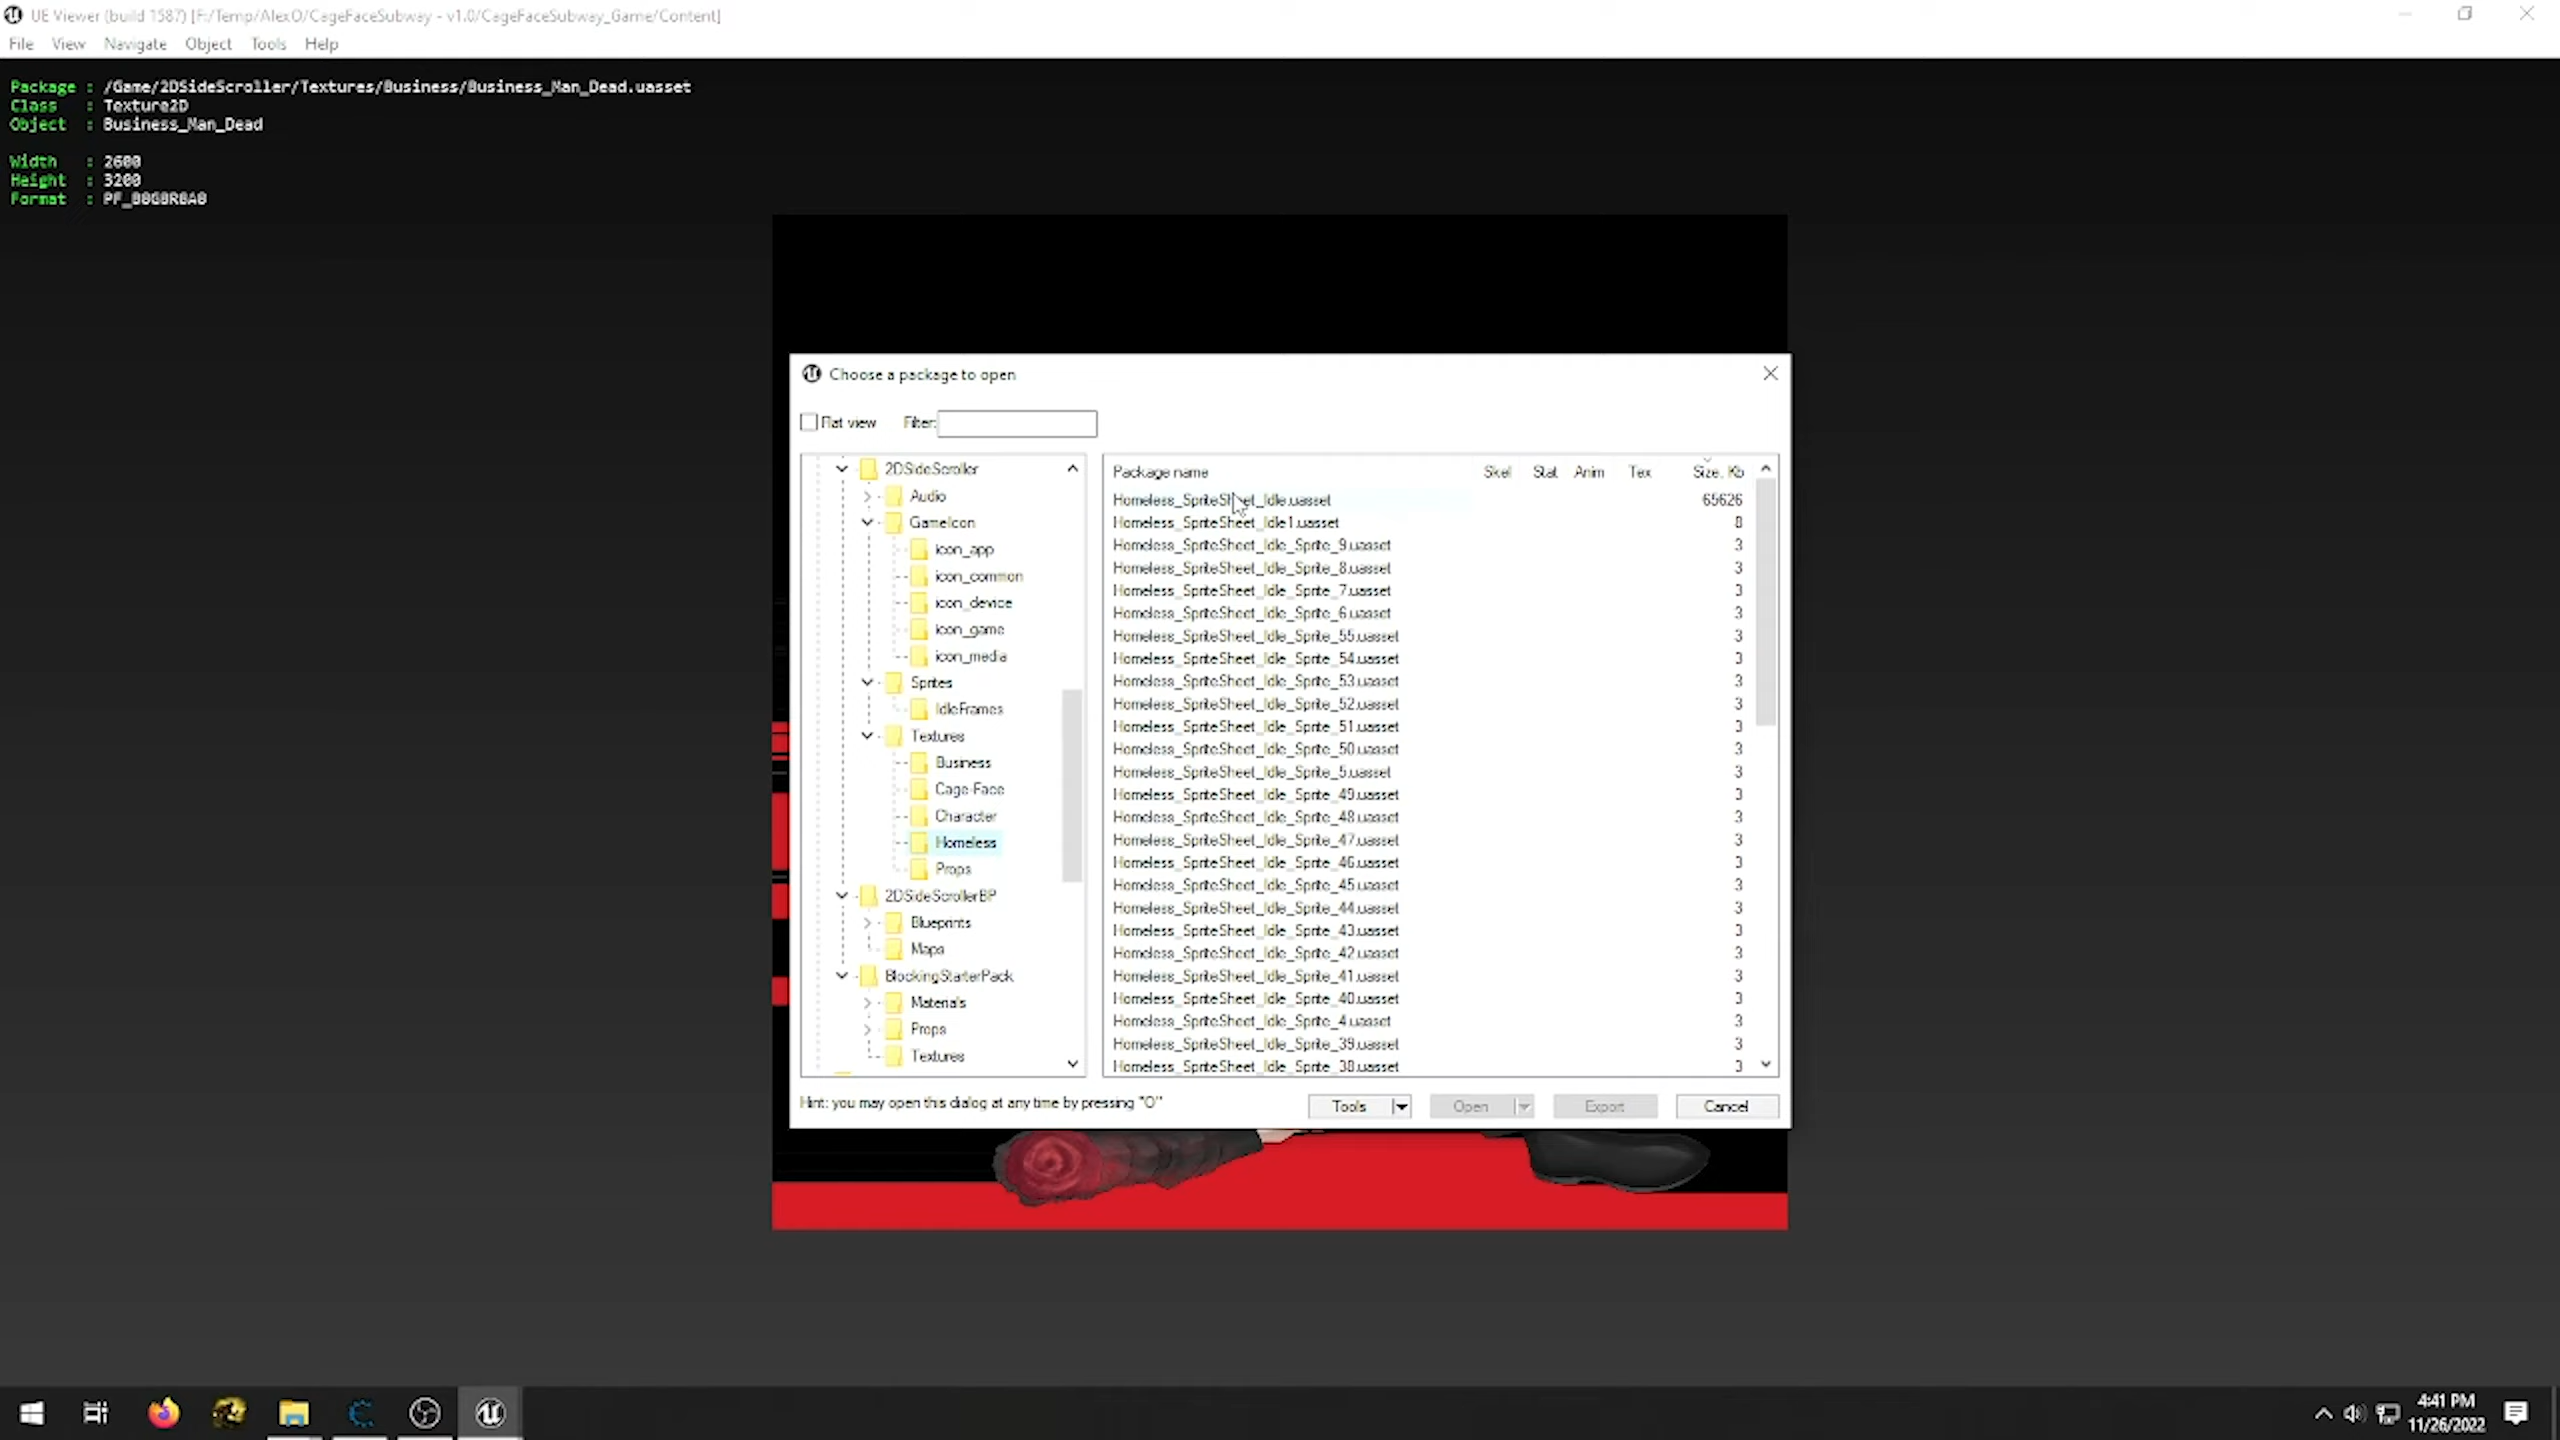 UE Viewer (build 1587) [F:/Temp/AlexO/CageFaceSubway - v1.0/CageFaceSubway_Game/Content]
File View Navigate Object Tools Help
Package : /Game/2DSideScroller/Textures/Business/Business_Man_Dead.uasset
Class : Texture2D
Object : Business_Man_Dead
Width : 2600
Height : 3200
Format : PF_B8G8R8A8
Choose a package to open
Flat view Filter:
2DSideScroller
Audio
GameIcon
icon_app
icon_common
icon_device
icon_game
icon_media
Sprites
IdleFrames
Textures
Business
Cage-Face
Character
Homeless
Props
2DSideScrollerBP
Blueprints
Maps
BlockingStarterPack
Materials
Props
Textures
Package name Skel Stat Anim Tex Size, Kb
Homeless_SpriteSheet_Idle.uasset 65626
Homeless_SpriteSheet_Idle1.uasset 8
Homeless_SpriteSheet_Idle_Sprite_9.uasset 3
Homeless_SpriteSheet_Idle_Sprite_8.uasset 3
Homeless_SpriteSheet_Idle_Sprite_7.uasset 3
Homeless_SpriteSheet_Idle_Sprite_6.uasset 3
Homeless_SpriteSheet_Idle_Sprite_55.uasset 3
Homeless_SpriteSheet_Idle_Sprite_54.uasset 3
Homeless_SpriteSheet_Idle_Sprite_53.uasset 3
Homeless_SpriteSheet_Idle_Sprite_52.uasset 3
Homeless_SpriteSheet_Idle_Sprite_51.uasset 3
Homeless_SpriteSheet_Idle_Sprite_50.uasset 3
Homeless_SpriteSheet_Idle_Sprite_5.uasset 3
Homeless_SpriteSheet_Idle_Sprite_49.uasset 3
Homeless_SpriteSheet_Idle_Sprite_48.uasset 3
Homeless_SpriteSheet_Idle_Sprite_47.uasset 3
Homeless_SpriteSheet_Idle_Sprite_46.uasset 3
Homeless_SpriteSheet_Idle_Sprite_45.uasset 3
Homeless_SpriteSheet_Idle_Sprite_44.uasset 3
Homeless_SpriteSheet_Idle_Sprite_43.uasset 3
Homeless_SpriteSheet_Idle_Sprite_42.uasset 3
Homeless_SpriteSheet_Idle_Sprite_41.uasset 3
Homeless_SpriteSheet_Idle_Sprite_40.uasset 3
Homeless_SpriteSheet_Idle_Sprite_4.uasset 3
Homeless_SpriteSheet_Idle_Sprite_39.uasset 3
Homeless_SpriteSheet_Idle_Sprite_38.uasset 3
Hint: you may open this dialog at any time by pressing "O"
Tools Open Export Cancel
4:41 PM
11/26/2022